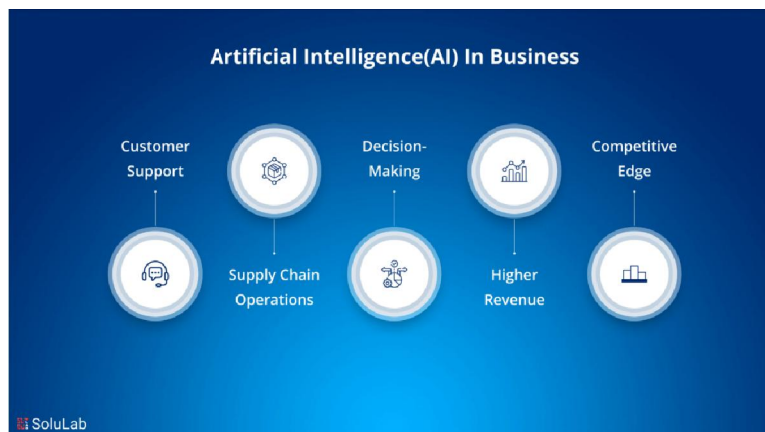 Artificial Intelligence(AI) In Business
Customer
Support
Supply Chain
Operations
Decision-
Making
Higher
Revenue
Competitive
Edge
SoluLab